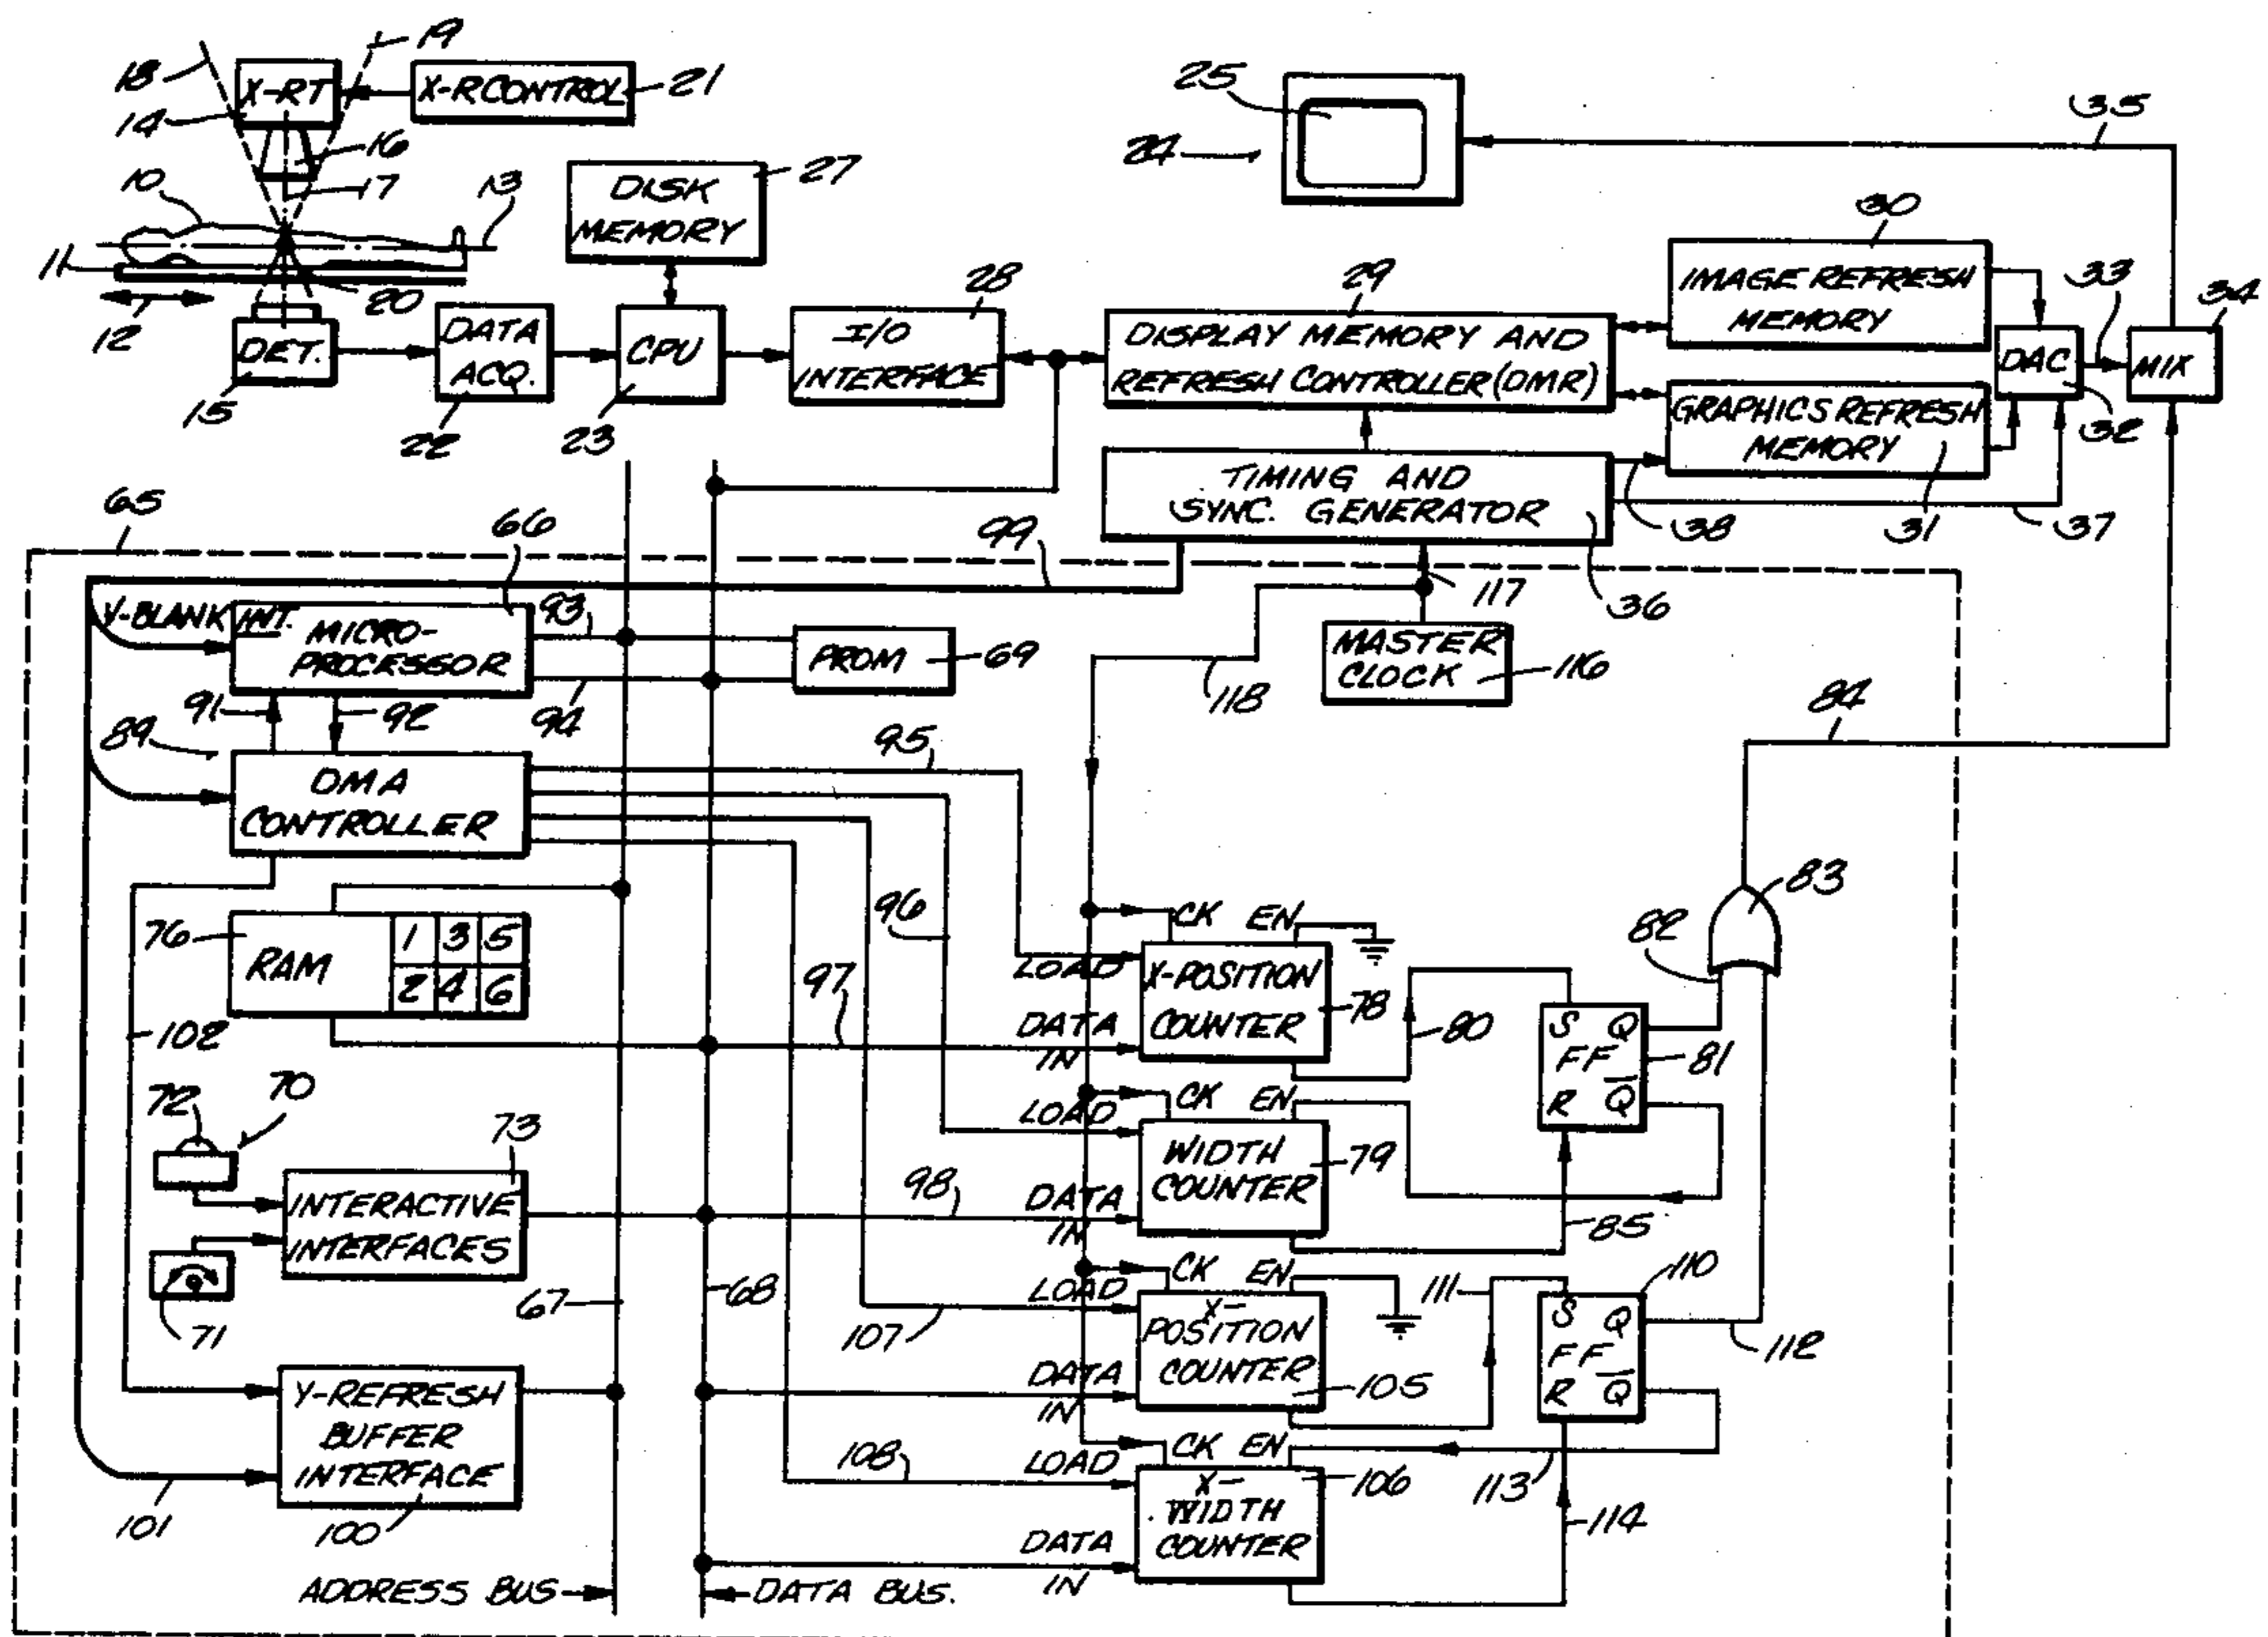 18
19
X-RT
X-R CONTROL
21
14
16
25
24
35
10
17
13
DISK
MEMORY
27
30
11
20
12
28
29
IMAGE REFRESH
MEMORY
33
34
DET.
15
DATA
ACQ.
22
CPU
23
I/O
INTERFACE
DISPLAY MEMORY AND
REFRESH CONTROLLER (DMR)
DAC
32
MIX
GRAPHICS REFRESH
MEMORY
31
TIMING AND
SYNC. GENERATOR
36
38
37
65
66
99
V-BLANK
INT.
MICRO-
PROCESSOR
93
94
PROM
69
117
MASTER
CLOCK
116
118
91
92
89
DMA
CONTROLLER
95
84
76
RAM
1 3 5
2 4 6
96
97
CK EN
LOAD
X-POSITION
COUNTER
78
DATA
IN
80
82
83
S Q
FF
R Q
81
102
72
70
73
INTERACTIVE
INTERFACES
71
67
68
98
CK EN
LOAD
WIDTH
COUNTER
79
DATA
IN
85
107
CK EN
LOAD
X-
POSITION
COUNTER
105
DATA
IN
111
110
S Q
FF
R Q
112
Y-REFRESH
BUFFER
INTERFACE
100
101
108
CK EN
LOAD
X-
WIDTH
COUNTER
106
DATA
IN
113
114
ADDRESS BUS
DATA BUS.